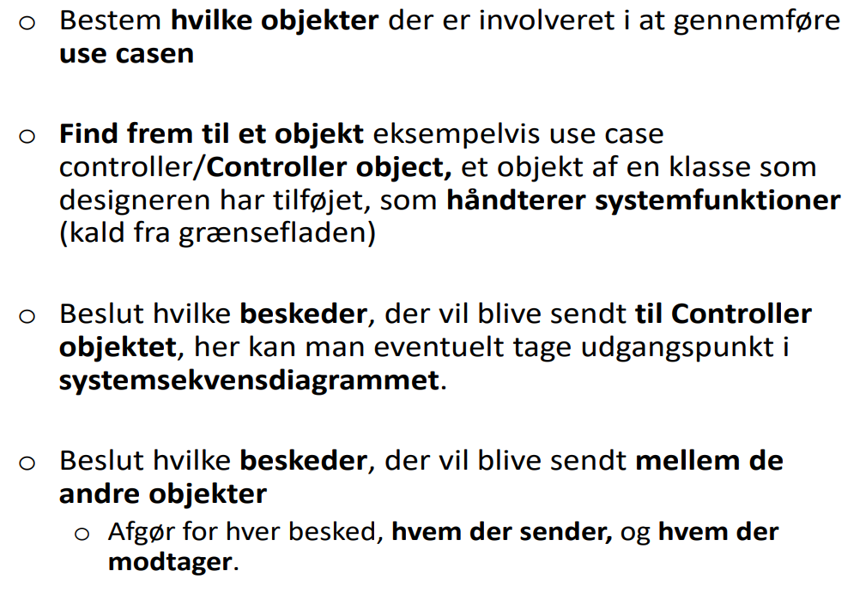 ○ Bestem hvilke objekter der er involveret i at gennemføre
use casen
○ Find frem til et objekt eksempelvis use case
controller/Controller object, et objekt af en klasse som
designeren har tilføjet, som håndterer systemfunktioner
(kald fra grænsefladen)
○ Beslut hvilke beskeder, der vil blive sendt til Controller
objektet, her kan man eventuelt tage udgangspunkt i
systemsekvensdiagrammet.
○ Beslut hvilke beskeder, der vil blive sendt mellem de
andre objekter
○ Afgør for hver besked, hvem der sender, og hvem der
modtager.